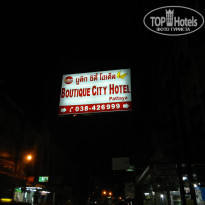 TOP Hotels
ФОТО ТУРИСТА
บูติก ซิตี้ โฮเต็ล
BOUTIQUE CITY HOTEL
Pattaya
038-426999